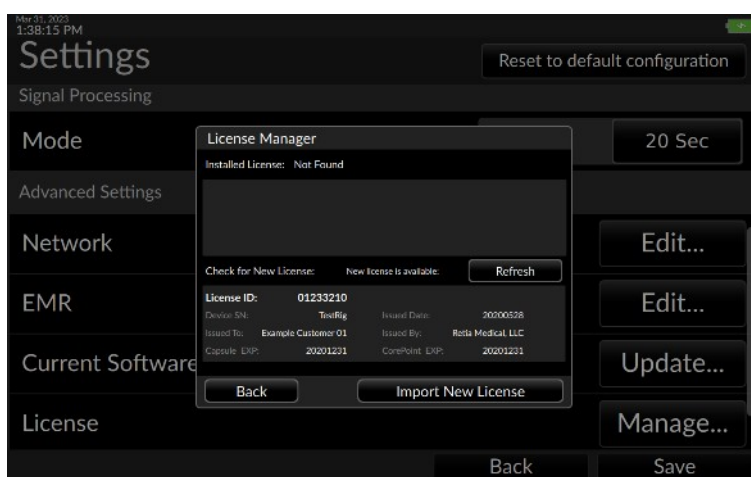 Mar 31, 2023
1:38:15 PM
Settings
Reset to default configuration
Signal Processing
Mode
20 Sec
License Manager
Installed License: Not Found
Advanced Settings
Network
Edit...
Check for New License: New license is available: Refresh
License ID: 01233210
Device SN: TestRig Issued Date: 20200528
Issued To: Example Customer 01 Issued By: Retia Medical, LLC
Capsule EXP: 20201231 CorePoint EXP: 20201231
EMR
Edit...
Current Software
Update...
Back Import New License
License
Manage...
Back Save